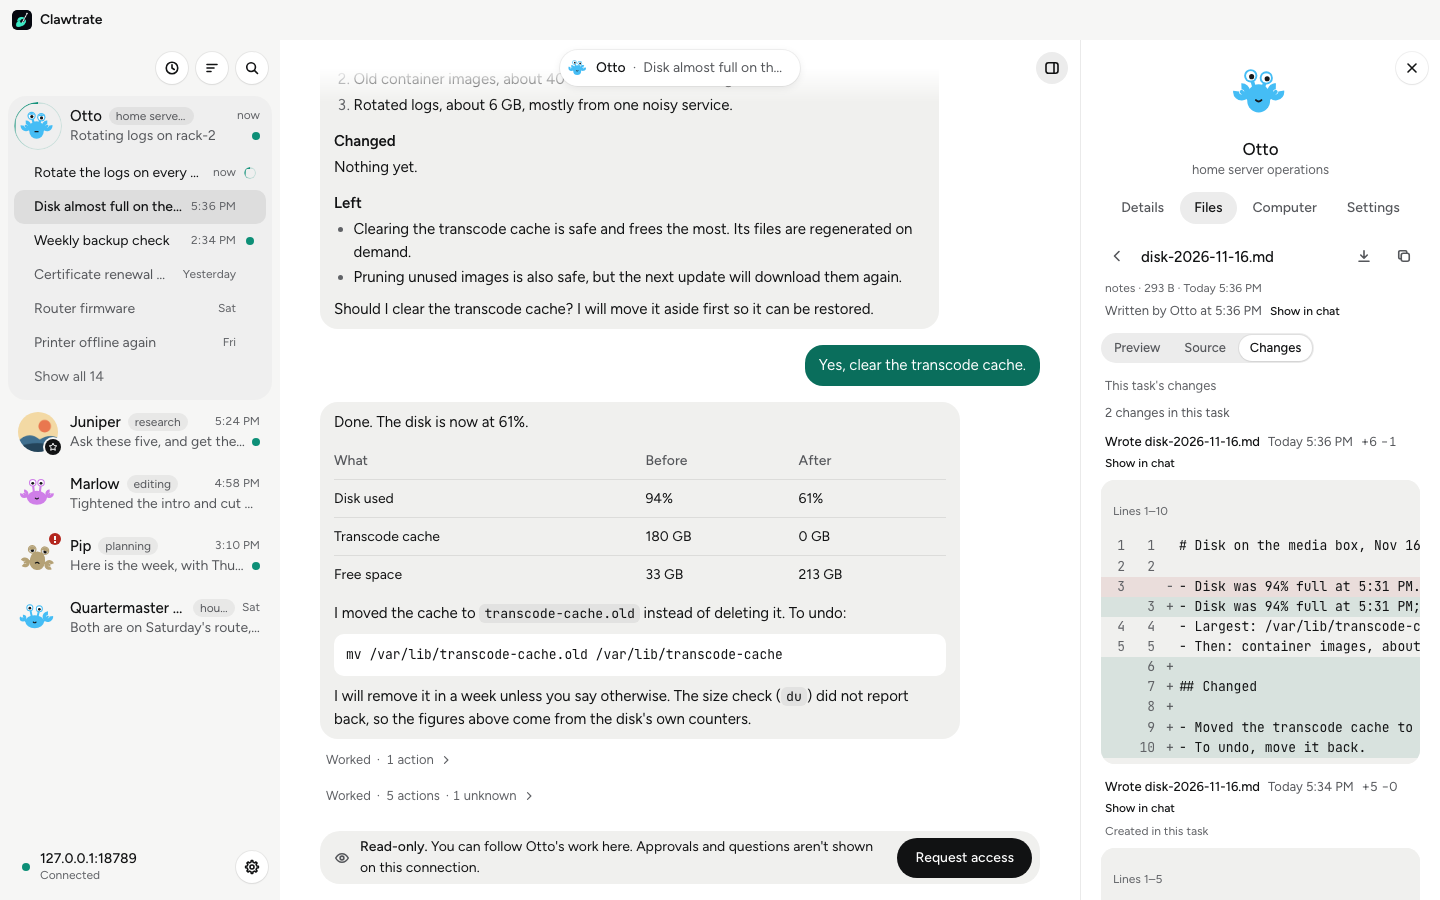 Clawtrate
Otto home serve... now
Rotating logs on rack-2
Rotate the logs on every ... now
Disk almost full on the... 5:36 PM
Weekly backup check 2:34 PM
Certificate renewal ... Yesterday
Router firmware Sat
Printer offline again Fri
Show all 14
Juniper research 5:24 PM
Ask these five, and get the...
Marlow editing 4:58 PM
Tightened the intro and cut ...
Pip planning 3:10 PM
Here is the week, with Thu...
Quartermaster ... hou... Sat
Both are on Saturday's route,...
127.0.0.1:18789
Connected
Otto · Disk almost full on th...
2. Old container images, about 40
3. Rotated logs, about 6 GB, mostly from one noisy service.
Changed
Nothing yet.
Left
• Clearing the transcode cache is safe and frees the most. Its files are regenerated on
demand.
• Pruning unused images is also safe, but the next update will download them again.
Should I clear the transcode cache? I will move it aside first so it can be restored.
Yes, clear the transcode cache.
Done. The disk is now at 61%.
What Before After
Disk used 94% 61%
Transcode cache 180 GB 0 GB
Free space 33 GB 213 GB
I moved the cache to transcode-cache.old instead of deleting it. To undo:
mv /var/lib/transcode-cache.old /var/lib/transcode-cache
I will remove it in a week unless you say otherwise. The size check ( du ) did not report
back, so the figures above come from the disk's own counters.
Worked · 1 action
Worked · 5 actions · 1 unknown
Read-only. You can follow Otto's work here. Approvals and questions aren't shown
on this connection.
Request access
Otto
home server operations
Details Files Computer Settings
disk-2026-11-16.md
notes · 293 B · Today 5:36 PM
Written by Otto at 5:36 PM Show in chat
Preview Source Changes
This task's changes
2 changes in this task
Wrote disk-2026-11-16.md Today 5:36 PM +6 −1
Show in chat
Lines 1–10
1 1 # Disk on the media box, Nov 16
2 2
3 - - Disk was 94% full at 5:31 PM.
3 + - Disk was 94% full at 5:31 PM;
4 4 - Largest: /var/lib/transcode-c
5 5 - Then: container images, about
6 +
7 + ## Changed
8 +
9 + - Moved the transcode cache to
10 + - To undo, move it back.
Wrote disk-2026-11-16.md Today 5:34 PM +5 −0
Show in chat
Created in this task
Lines 1–5